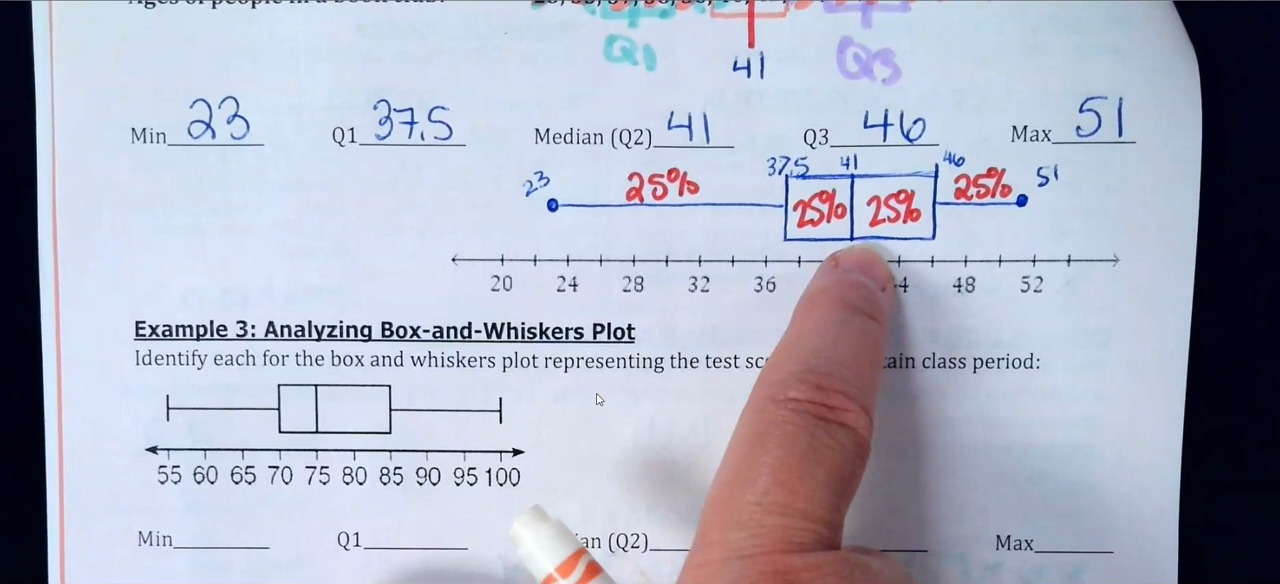 Q1 41 Q3
Min 23 Q1 37.5 Median (Q2) 41 Q3 46 Max 51
23 25% 37.5 41 46 25% 51
25% 25%
20 24 28 32 36 48 52
Example 3: Analyzing Box-and-Whiskers Plot
Identify each for the box and whiskers plot representing the test class period:
55 60 65 70 75 80 85 90 95 100
Min Q1 (Q2) Max